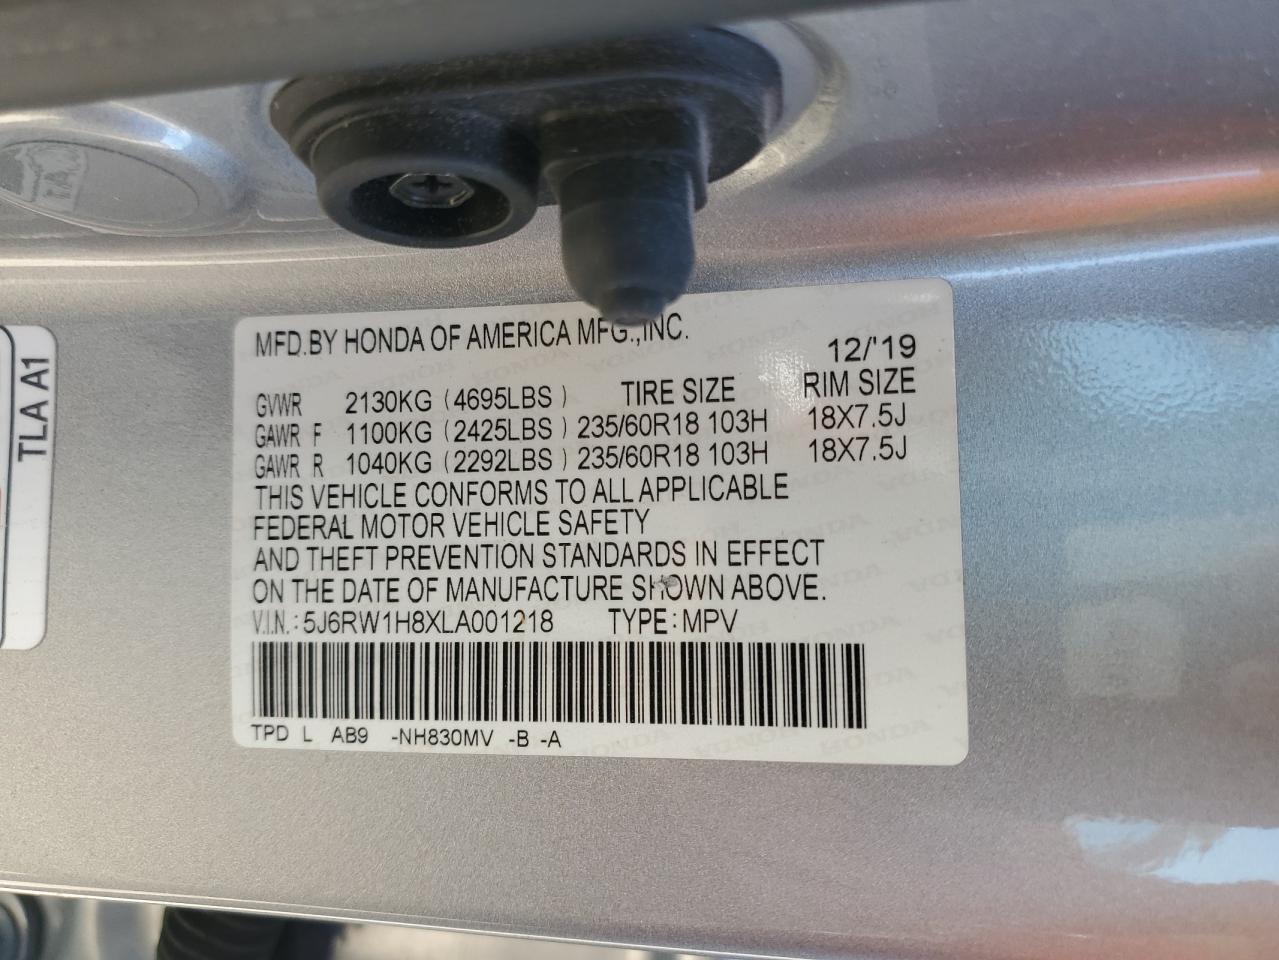 MFD.BY HONDA OF AMERICA MFG.,INC.
12/'19
GVWR 2130KG (4695LBS ) TIRE SIZE RIM SIZE
GAWR F 1100KG (2425LBS ) 235/60R18 103H 18X7.5J
GAWR R 1040KG (2292LBS ) 235/60R18 103H 18X7.5J
THIS VEHICLE CONFORMS TO ALL APPLICABLE
FEDERAL MOTOR VEHICLE SAFETY
AND THEFT PREVENTION STANDARDS IN EFFECT
ON THE DATE OF MANUFACTURE SHOWN ABOVE.
V.I.N.: 5J6RW1H8XLA001218 TYPE: MPV
TPD L AB9 -NH830MV -B -A
TLA A1